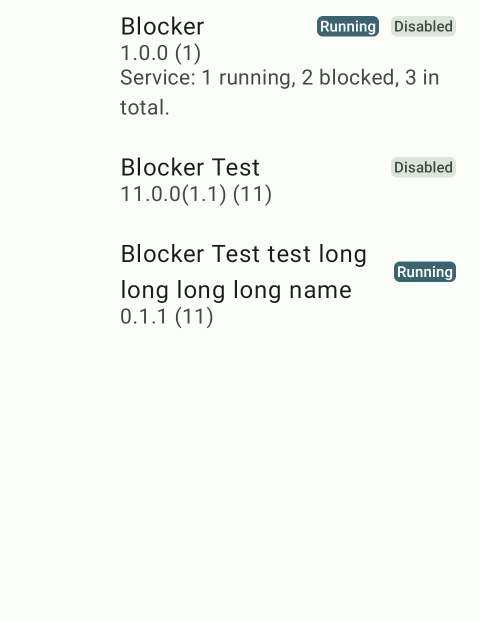 Blocker Running Disabled
1.0.0 (1)
Service: 1 running, 2 blocked, 3 in
total.
Blocker Test Disabled
11.0.0(1.1) (11)
Blocker Test test long
long long long name
Running
0.1.1 (11)